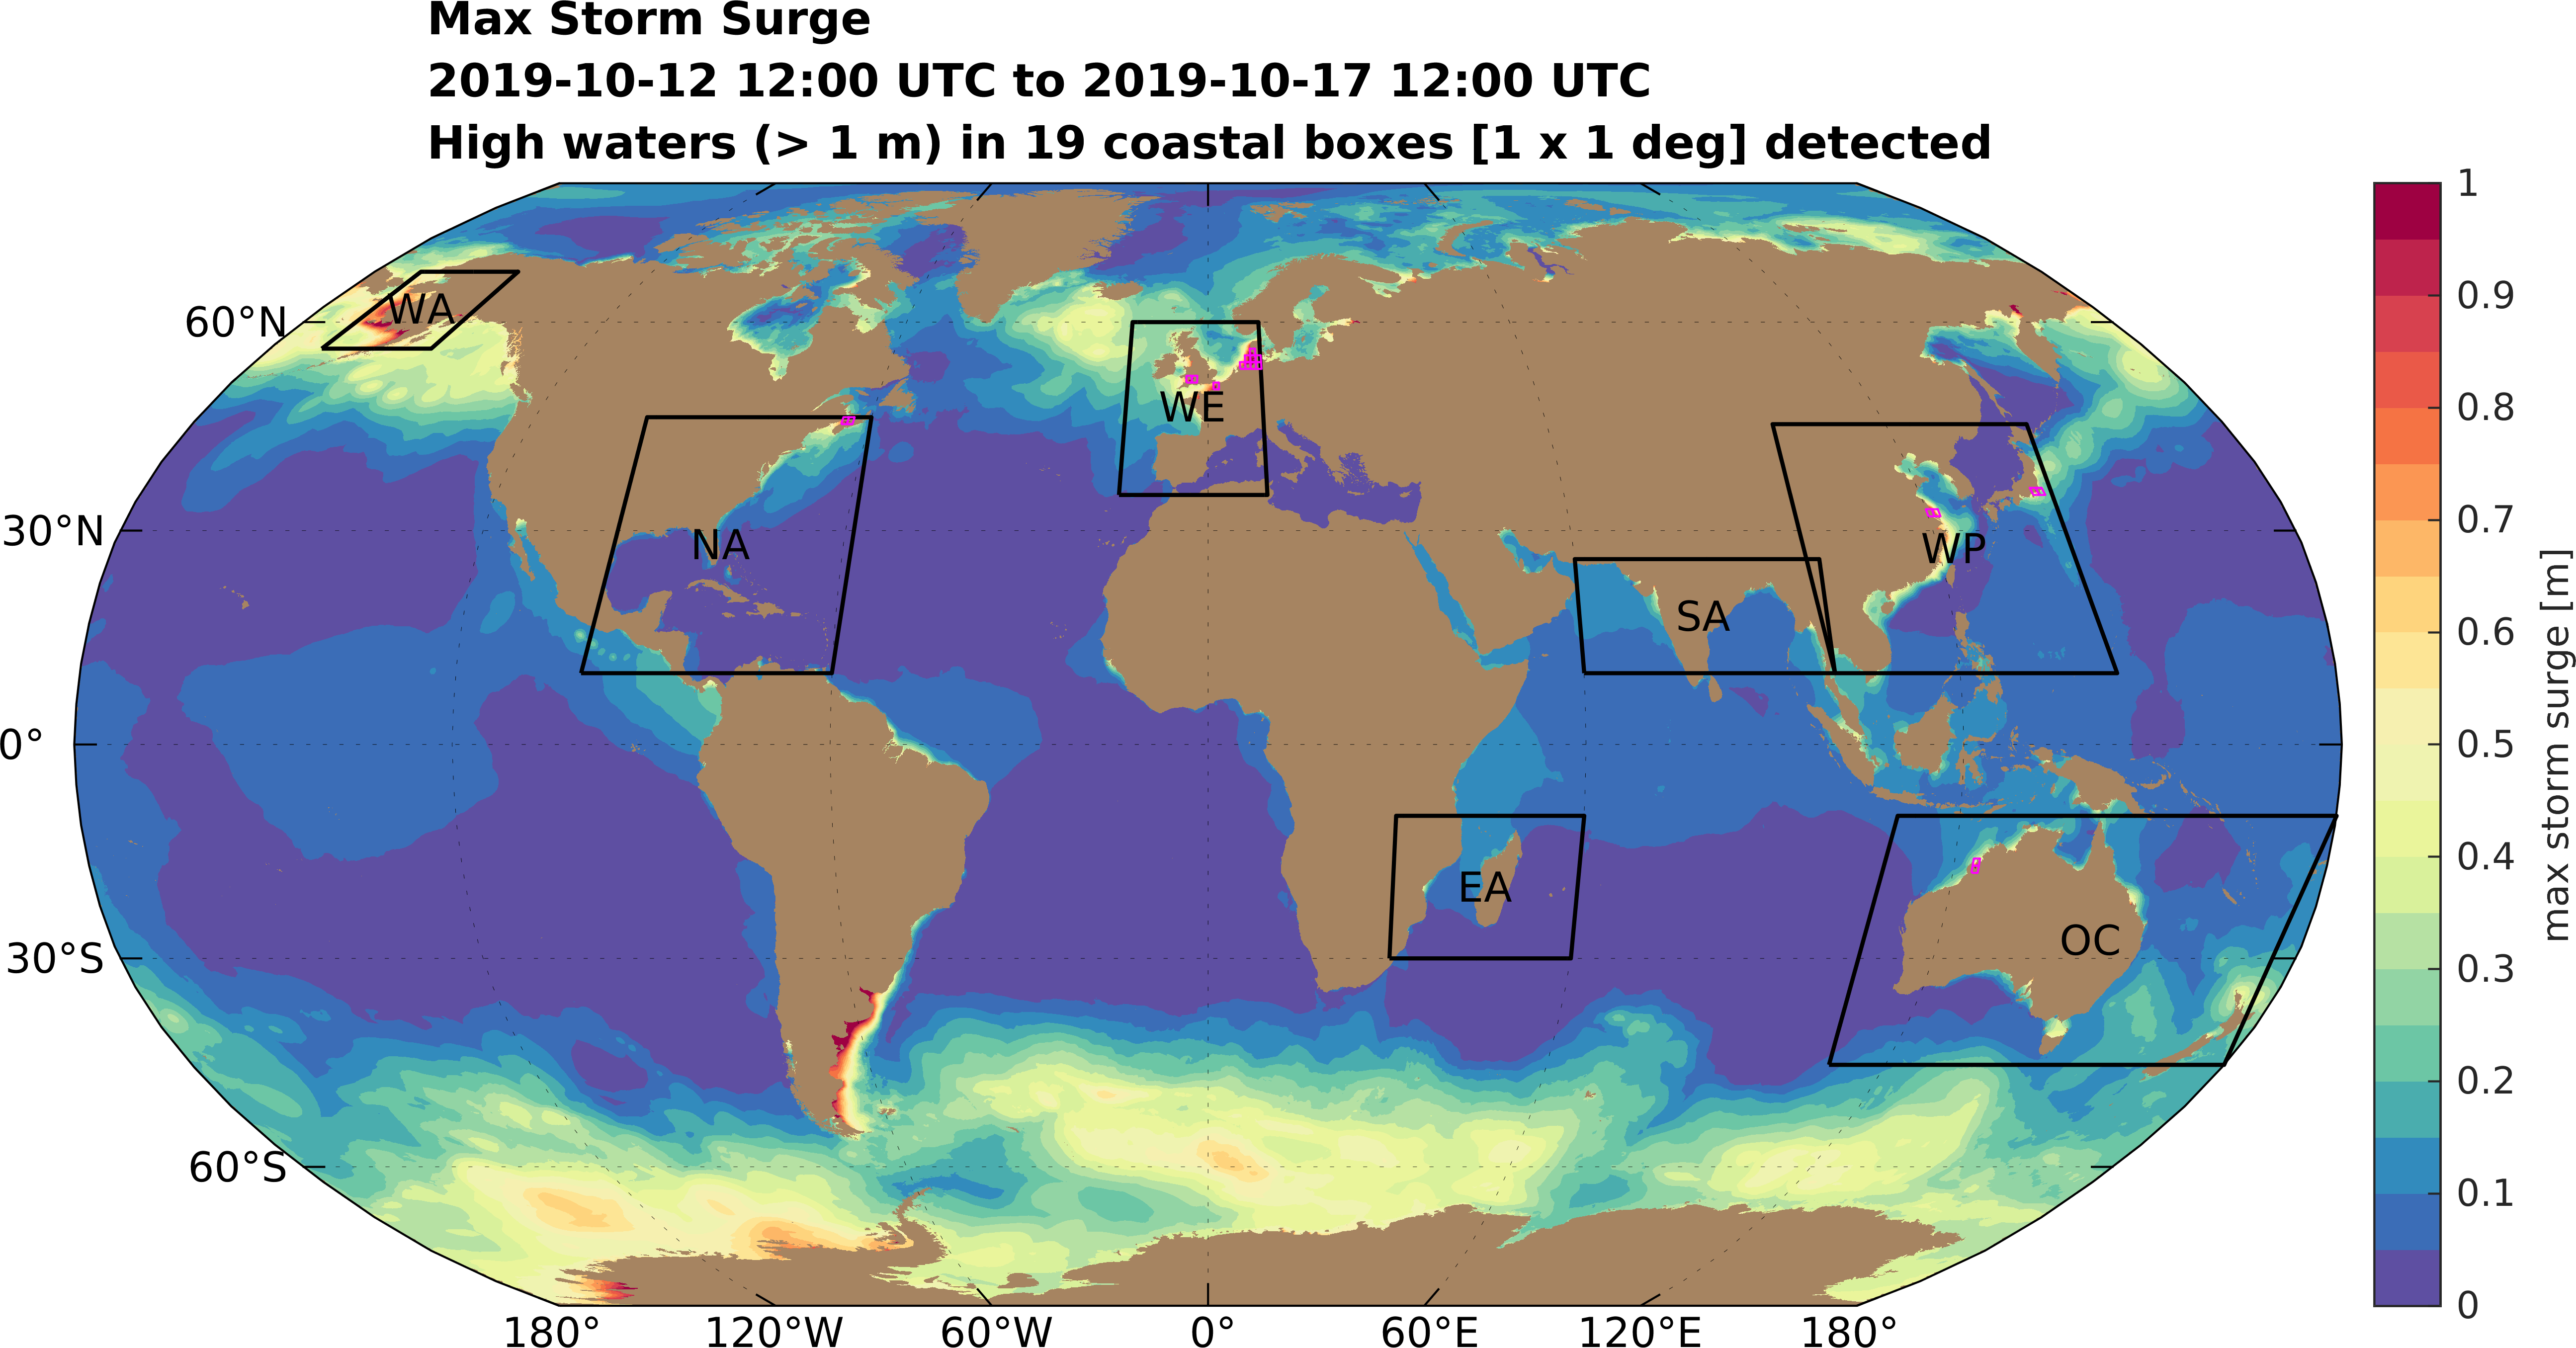 Max Storm Surge
2019-10-12 12:00 UTC to 2019-10-17 12:00 UTC
High waters (> 1 m) in 19 coastal boxes [1 x 1 deg] detected
60°N
30°N
0°
30°S
60°S
WA
NA
WE
SA
WP
EA
OC
180°
120°W
60°W
0°
60°E
120°E
180°
1
0.9
0.8
0.7
0.6
0.5
0.4
0.3
0.2
0.1
0
max storm surge [m]